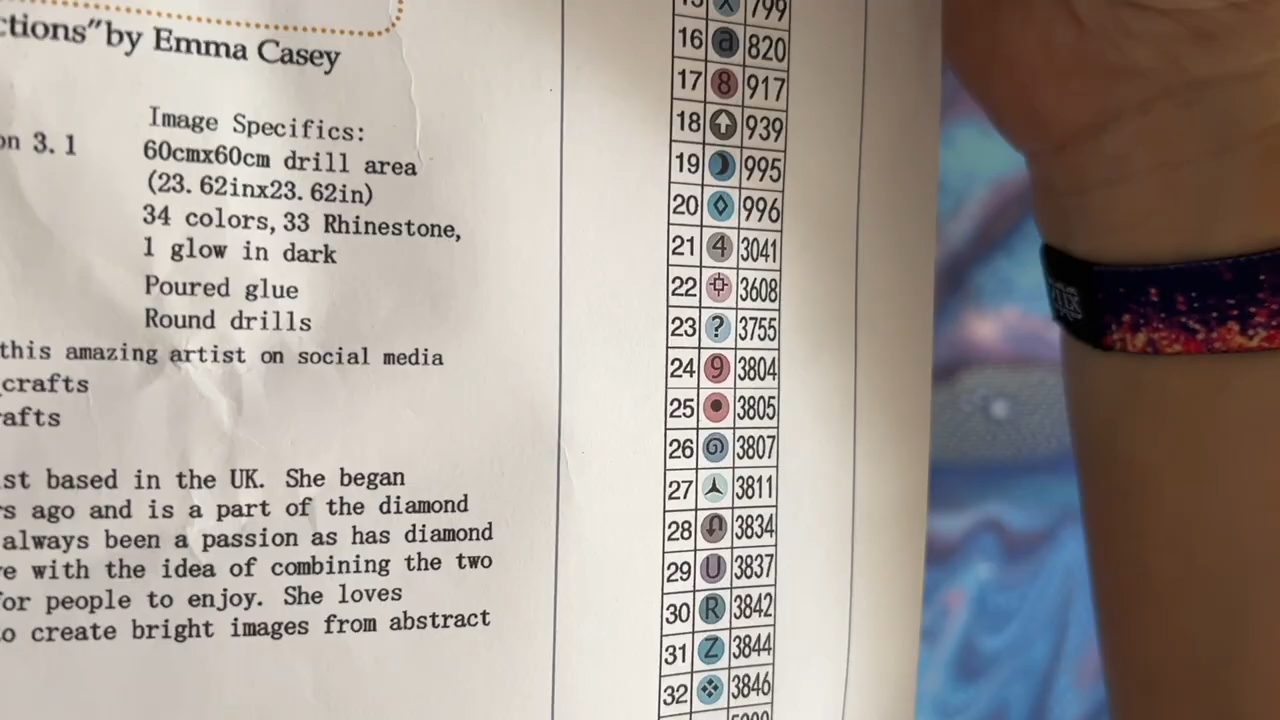 ctions" by Emma Casey
Image Specifics:
on 3.1
60cmx60cm drill area
(23.62inx23.62in)
34 colors, 33 Rhinestone,
1 glow in dark
Poured glue
Round drills
this amazing artist on social media
crafts
afts
st based in the UK. She began
s ago and is a part of the diamond
always been a passion as has diamond
e with the idea of combining the two
for people to enjoy. She loves
o create bright images from abstract
15 X 799
16 a 820
17 8 917
18 939
19 995
20 996
21 4 3041
22 3608
23 ? 3755
24 9 3804
25 3805
26 3807
27 3811
28 3834
29 U 3837
30 R 3842
31 Z 3844
32 3846